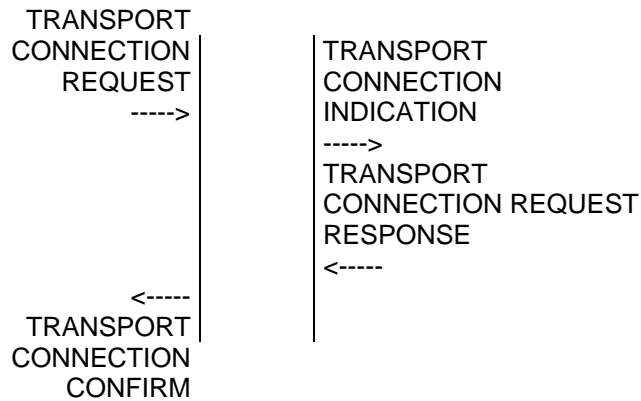 TRANSPORT
CONNECTION
REQUEST
----->
TRANSPORT
CONNECTION
INDICATION
----->
TRANSPORT
CONNECTION REQUEST
RESPONSE
<-----
<-----
TRANSPORT
CONNECTION
CONFIRM